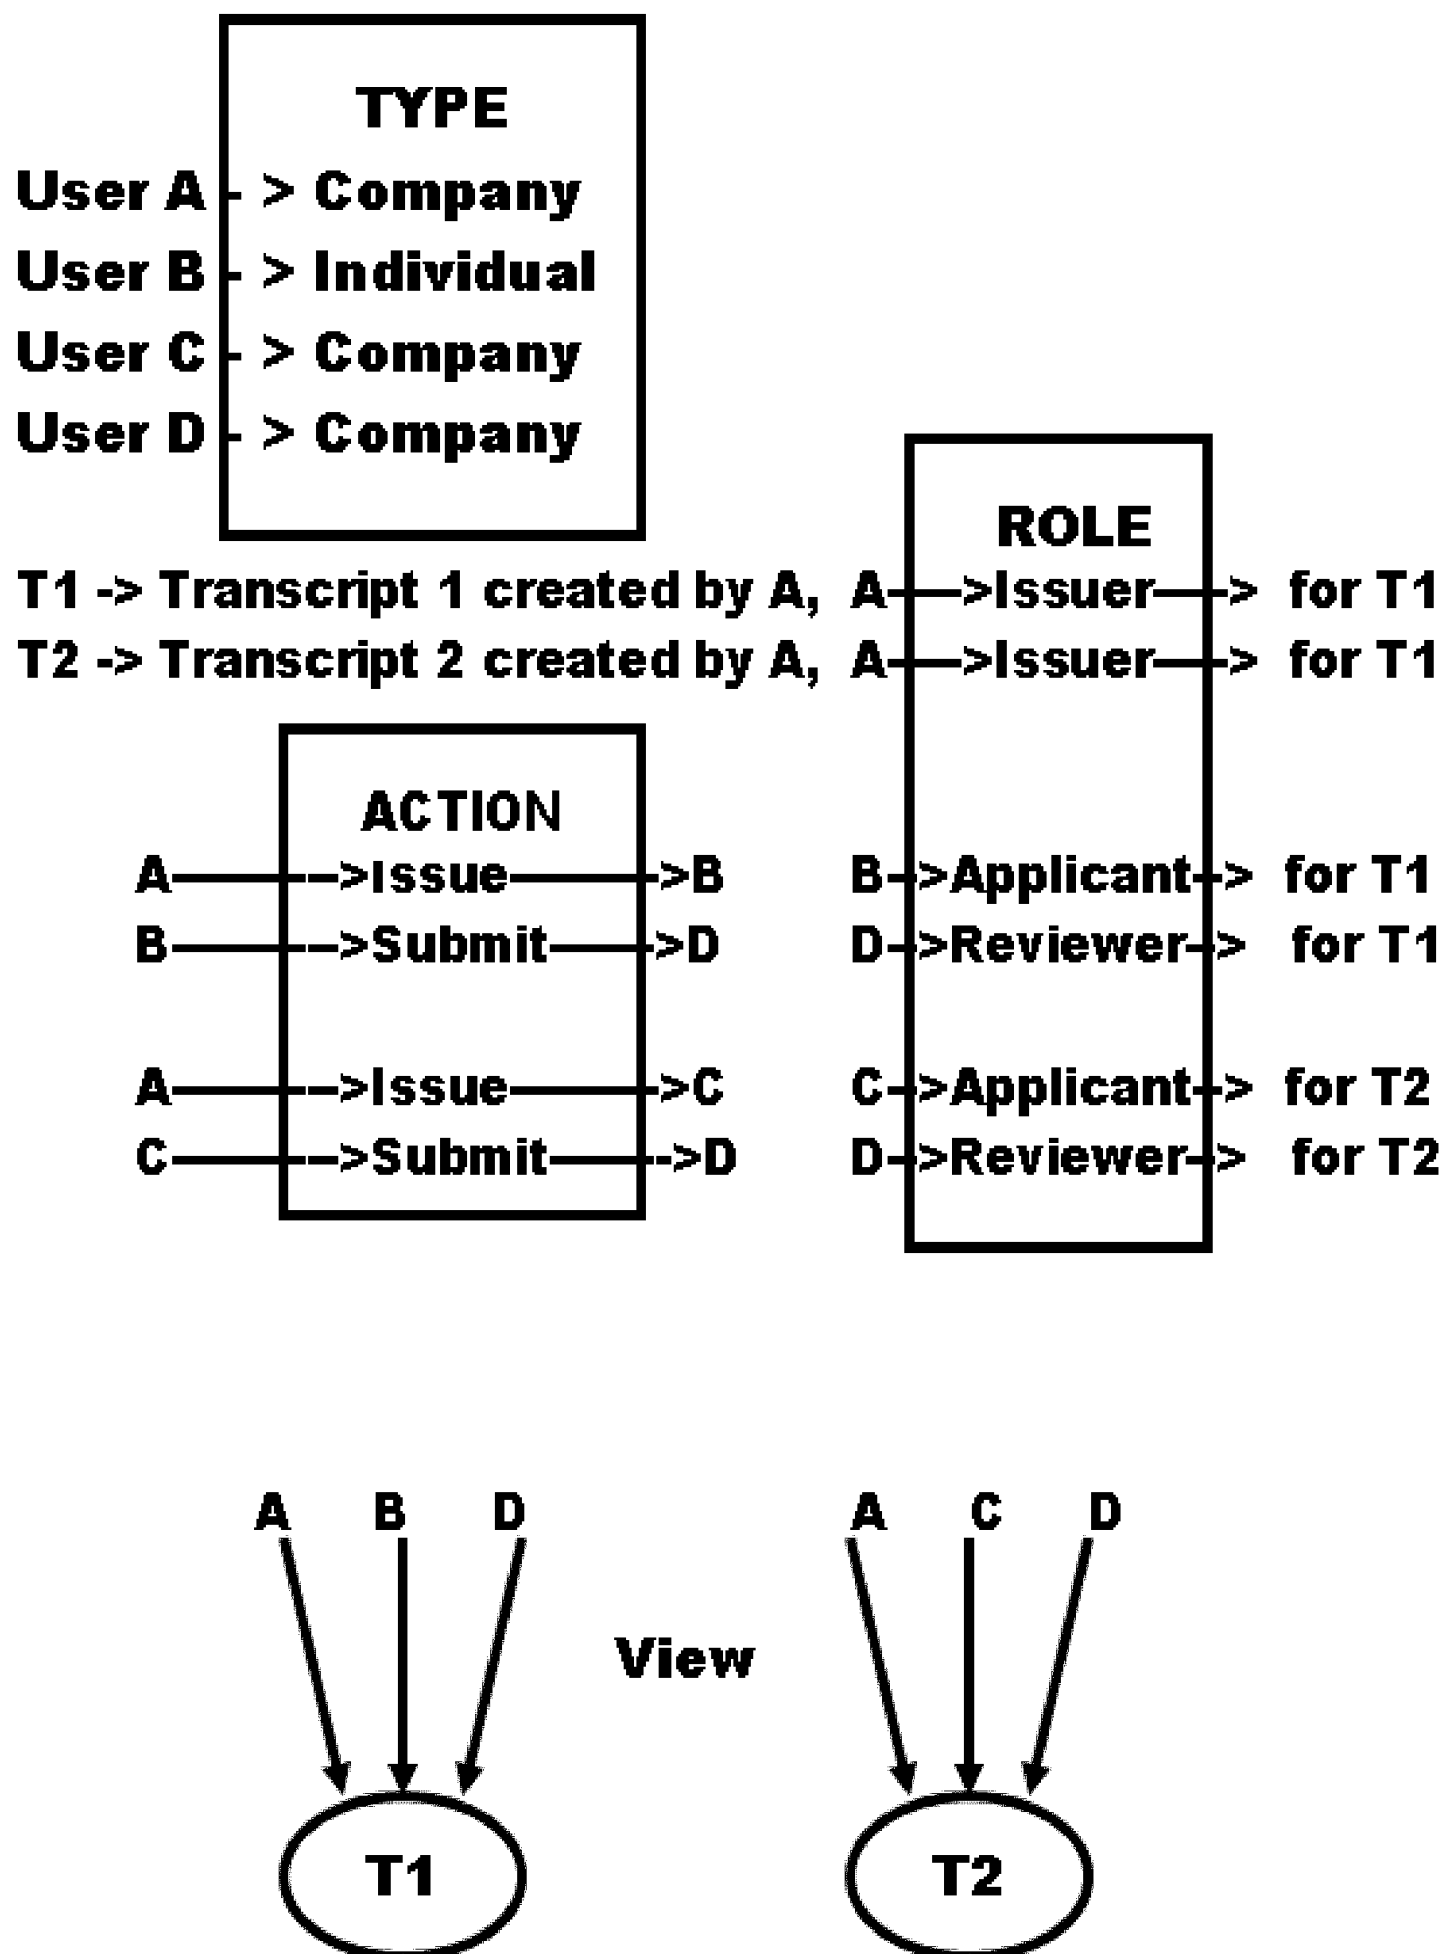 TYPE
User A - > Company
User B - > Individual
User C - > Company
User D - > Company
ROLE
T1 -> Transcript 1 created by A, A-->Issuer--> for T1
T2 -> Transcript 2 created by A, A-->Issuer--> for T1
ACTION
A--->Issue--->B B->Applicant-> for T1
B--->Submit--->D D->Reviewer-> for T1
A--->Issue--->C C->Applicant-> for T2
C--->Submit--->D D->Reviewer-> for T2
A B D A C D
View
T1 T2